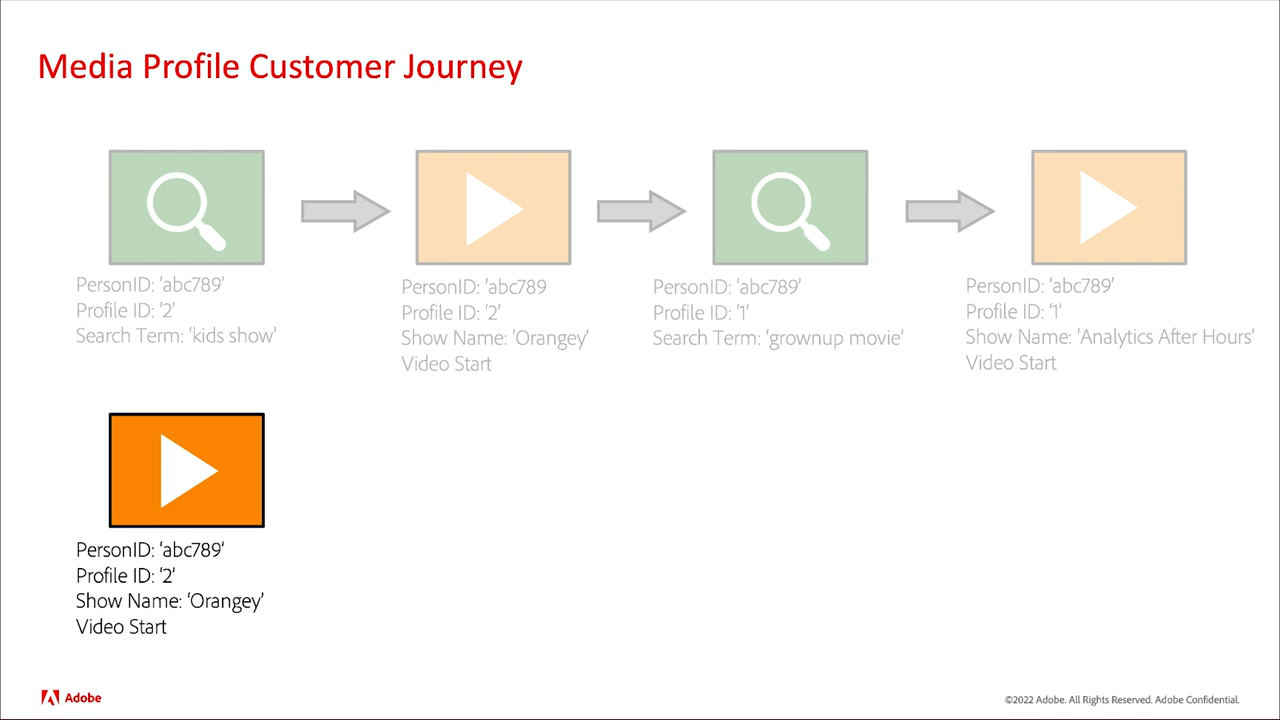 Media Profile Customer Journey
PersonID: 'abc789'
Profile ID: '2'
Search Term: 'kids show'
PersonID: 'abc789
Profile ID: '2'
Show Name: 'Orangey'
Video Start
PersonID: 'abc789'
Profile ID: '1'
Search Term: 'grownup movie'
PersonID: 'abc789'
Profile ID: '1'
Show Name: 'Analytics After Hours'
Video Start
PersonID: 'abc789'
Profile ID: '2'
Show Name: 'Orangey'
Video Start
Adobe
©2022 Adobe. All Rights Reserved. Adobe Confidential.